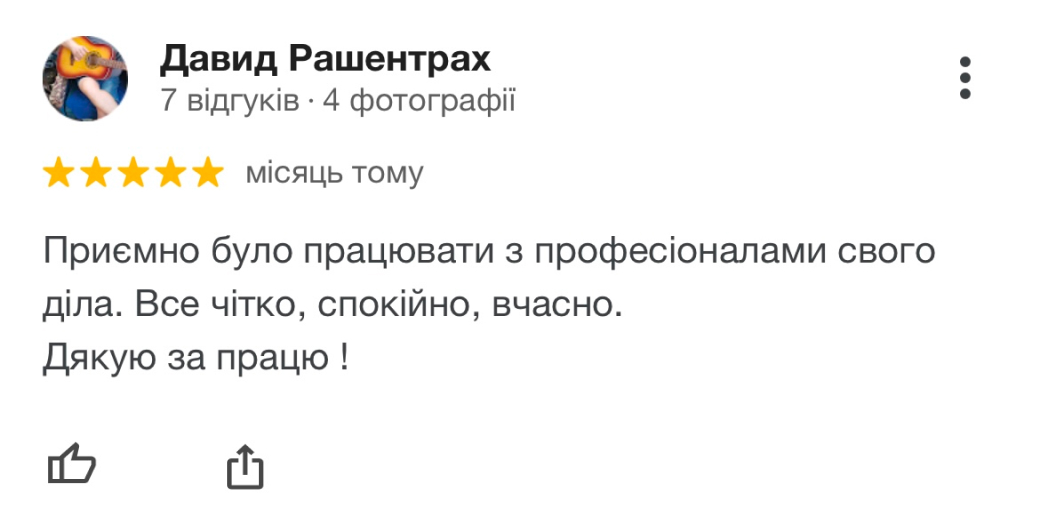 Давид Рашентрах
7 відгуків · 4 фотографії
місяць тому
Приємно було працювати з професіоналами свого
діла. Все чітко, спокійно, вчасно.
Дякую за працю !